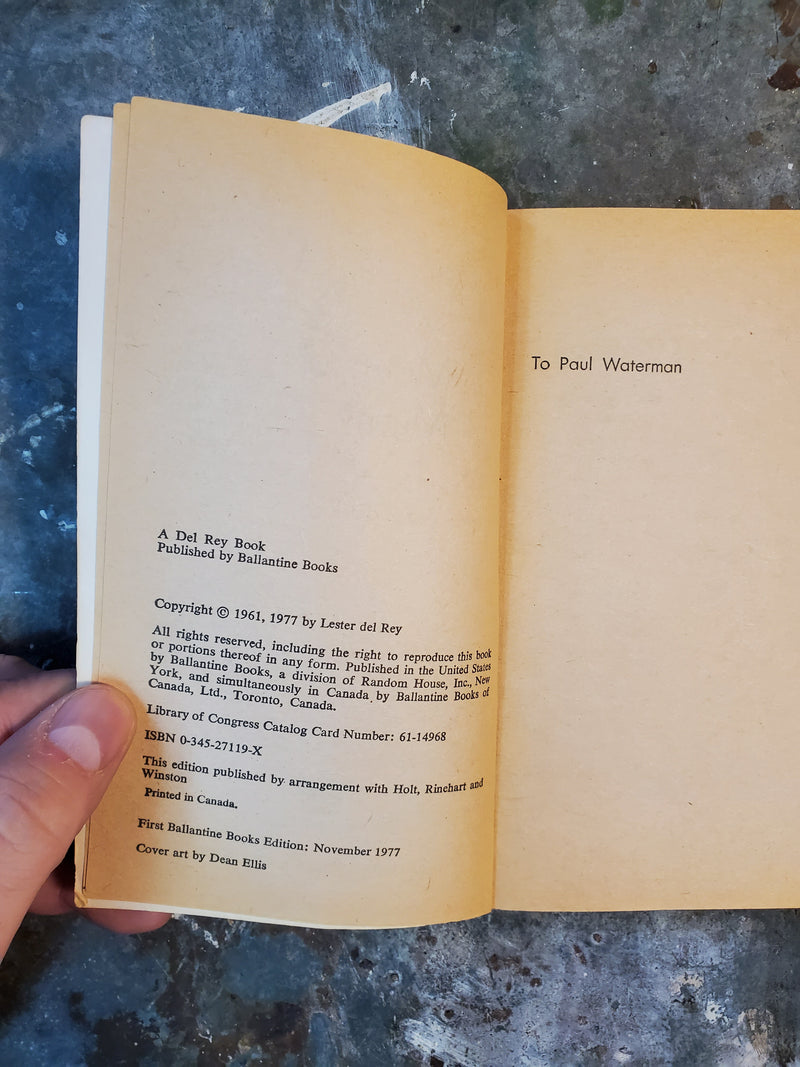 A Del Rey Book
Published by Ballantine Books
Copyright © 1961, 1977 by Lester del Rey
All rights reserved, including the right to reproduce this book
or portions thereof in any form. Published in the United States
by Ballantine Books, a division of Random House, Inc., New
York, and simultaneously in Canada by Ballantine Books of
Canada, Ltd., Toronto, Canada.
Library of Congress Catalog Card Number: 61-14968
ISBN 0-345-27119-X
This edition published by arrangement with Holt, Rinehart and
Winston
Printed in Canada.
First Ballantine Books Edition: November 1977
Cover art by Dean Ellis
To Paul Waterman